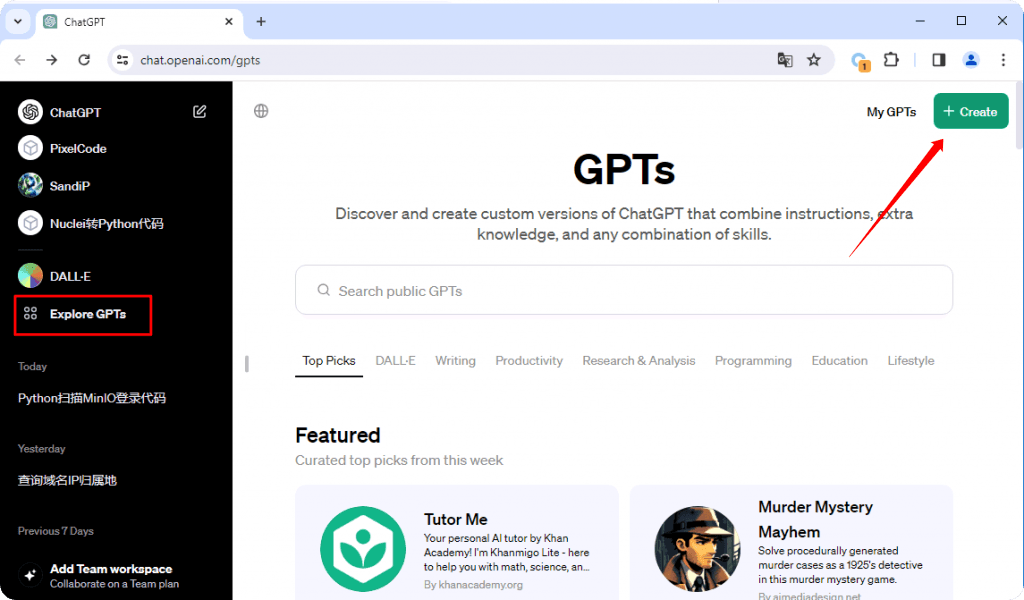 ChatGPT
chat.openai.com/gpts
1
ChatGPT
PixelCode
SandiP
Nuclei转Python代码
DALL·E
Explore GPTs
Today
Python扫描MinIO登录代码
Yesterday
查询域名IP归属地
Previous 7 Days
Add Team workspace
Collaborate on a Team plan
My GPTs
+ Create
GPTs
Discover and create custom versions of ChatGPT that combine instructions, extra
knowledge, and any combination of skills.
Search public GPTs
Top Picks DALL·E Writing Productivity Research & Analysis Programming Education Lifestyle
Featured
Curated top picks from this week
Tutor Me
Your personal AI tutor by Khan
Academy! I'm Khanmigo Lite - here
to help you with math, science, an...
By khanacademy.org
Murder Mystery
Mayhem
Solve procedurally generated
murder cases as a 1925's detective
in this murder mystery game.
By aimediadesign.net